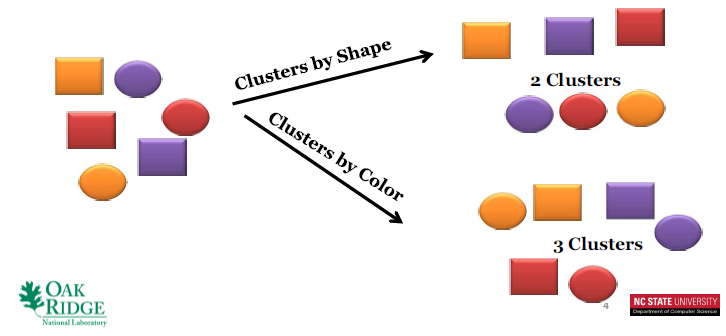 Clusters by Shape
2 Clusters
Clusters by Color
3 Clusters
OAK
RIDGE
National Laboratory
4
NC STATE UNIVERSITY
Department of Computer Science